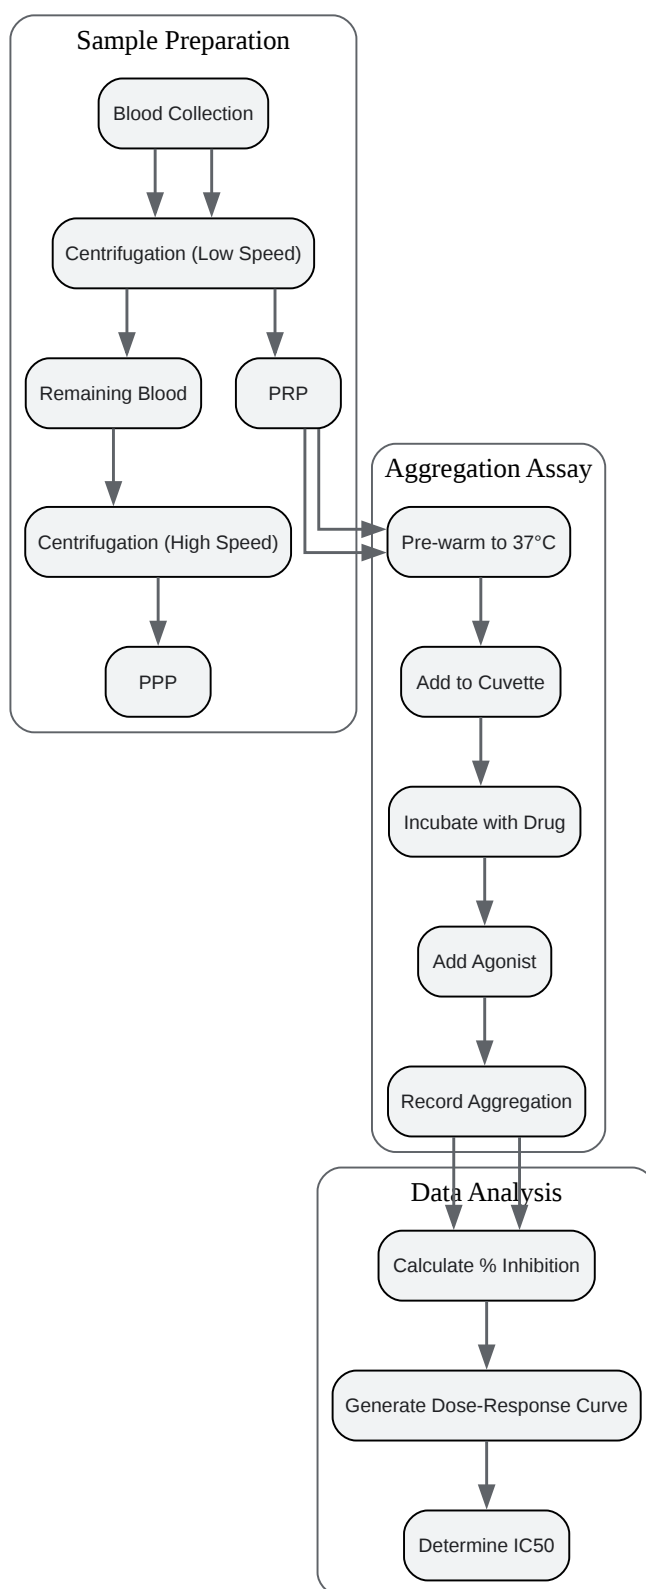 Sample Preparation
Blood Collection
Centrifugation (Low Speed)
Remaining Blood
PRP
Centrifugation (High Speed)
PPP
Aggregation Assay
Pre-warm to 37°C
Add to Cuvette
Incubate with Drug
Add Agonist
Record Aggregation
Data Analysis
Calculate % Inhibition
Generate Dose-Response Curve
Determine IC50